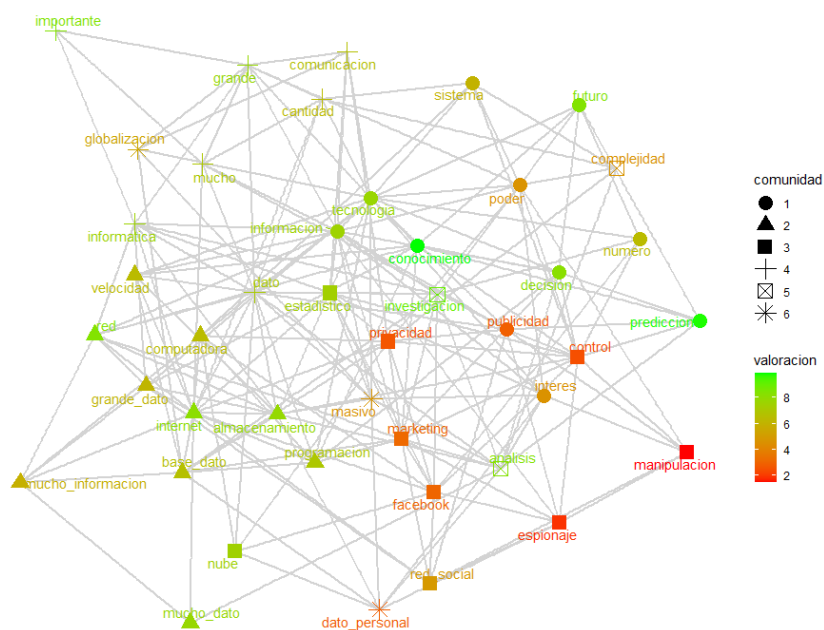 importante
grande
comunicacion
cantidad
sistema
futuro
globalizacion
mucho
complejidad
poder
tecnologia
informatica
informacion
conocimiento
numero
velocidad
dato
estadistico
investigacion
decision
red
computadora
privacidad
publicidad
prediccion
control
grande_dato
masivo
interes
internet
almacenamiento
marketing
base_dato
programacion
analisis
manipulacion
mucho_informacion
facebook
espionaje
nube
red_social
mucho_dato
dato_personal
comunidad
1
2
3
4
5
6
valoracion
8
6
4
2